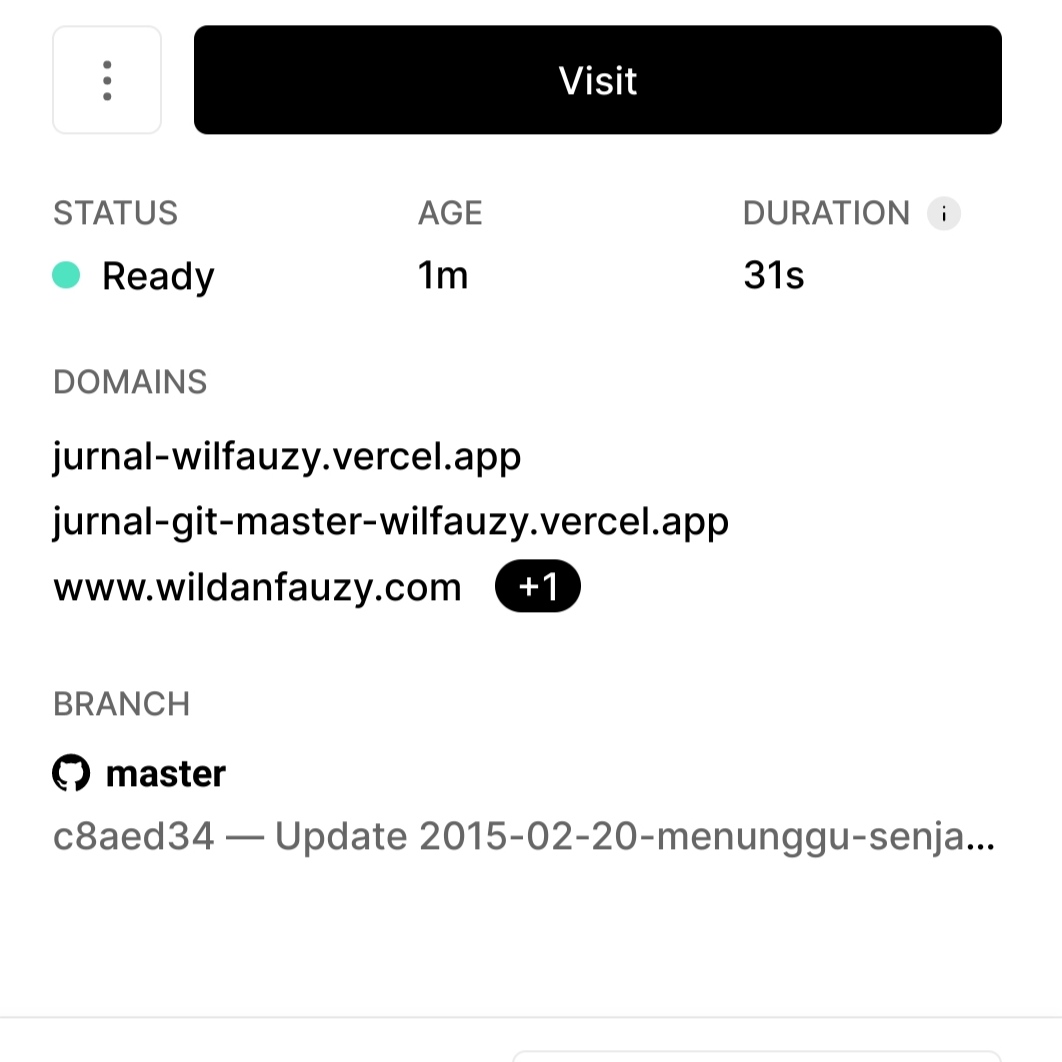 Visit
STATUS AGE DURATION i
Ready 1m 31s
DOMAINS
jurnal-wilfauzy.vercel.app
jurnal-git-master-wilfauzy.vercel.app
www.wildanfauzy.com +1
BRANCH
master
c8aed34 — Update 2015-02-20-menunggu-senja...